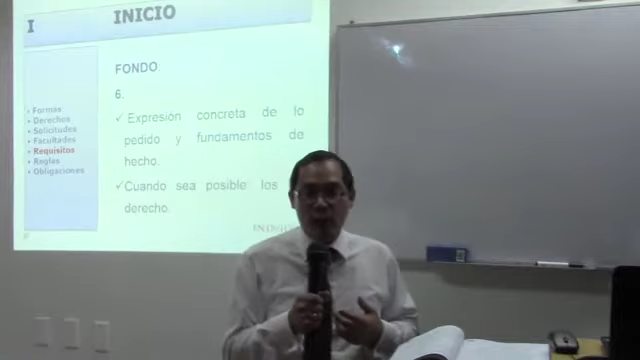 I INICIO
FONDO
6.
✓ Expresión concreta de lo
pedido y fundamentos de
hecho.
✓Cuando sea posible los
derecho.
• Formas
• Derechos
• Solicitudes
• Facultades
• Requisitos
• Reglas
• Obligaciones